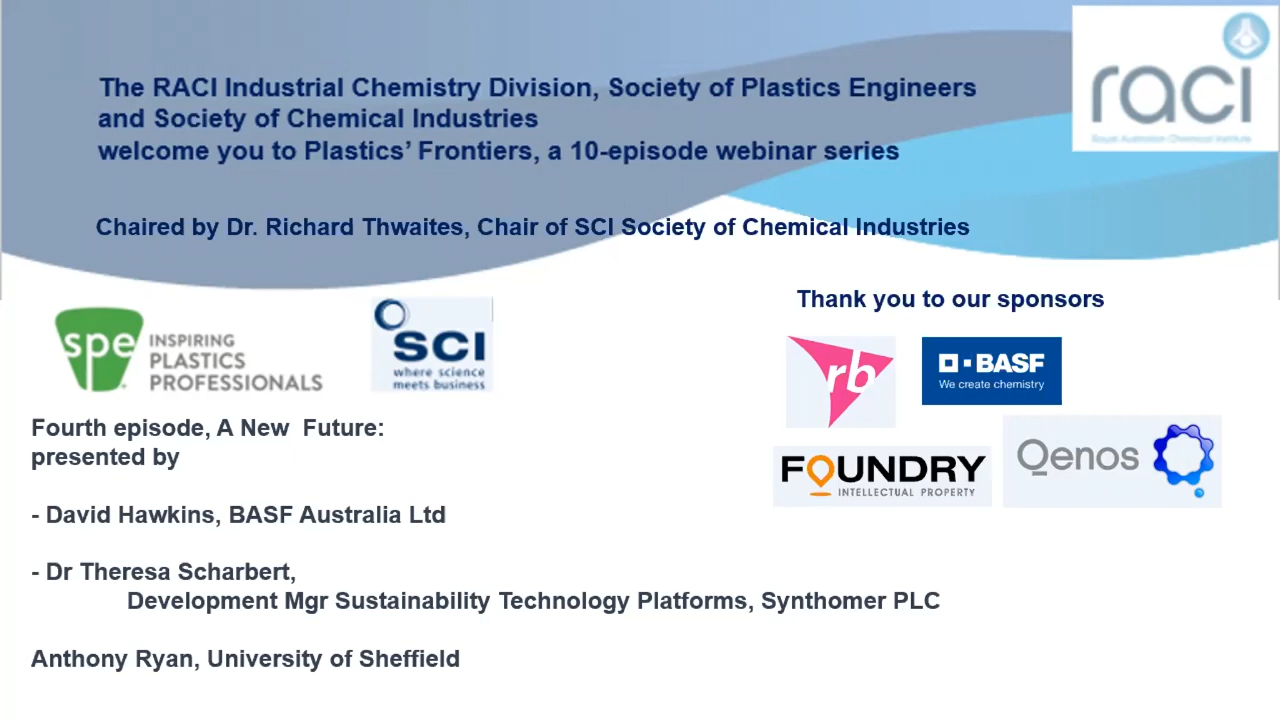 The RACI Industrial Chemistry Division, Society of Plastics Engineers
and Society of Chemical Industries
welcome you to Plastics' Frontiers, a 10-episode webinar series
raci
Royal Australian Chemical Institute
Chaired by Dr. Richard Thwaites, Chair of SCI Society of Chemical Industries
spe
INSPIRING
PLASTICS
PROFESSIONALS
SCI
where science
meets business
Thank you to our sponsors
rb
BASF
We create chemistry
FOUNDRY
INTELLECTUAL PROPERTY
Qenos
Fourth episode, A New  Future:
presented by
- David Hawkins, BASF Australia Ltd
- Dr Theresa Scharbert,
Development Mgr Sustainability Technology Platforms, Synthomer PLC
Anthony Ryan, University of Sheffield